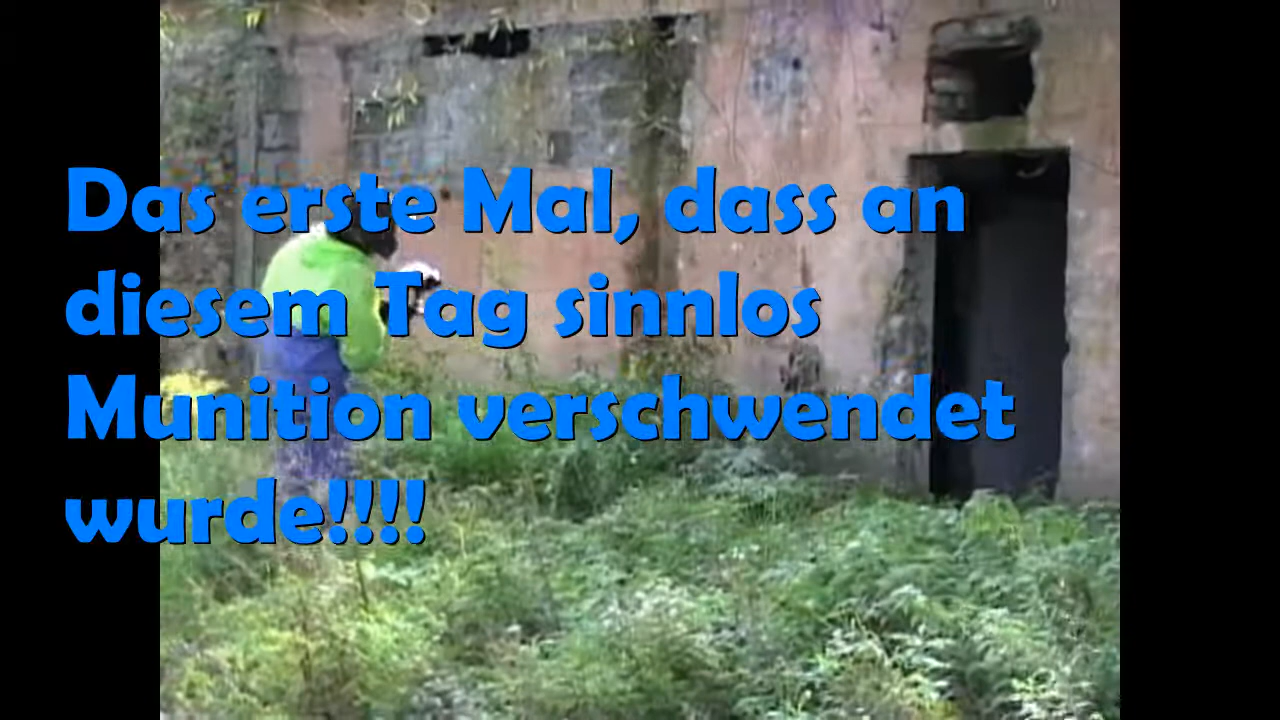 Das erste Mal, dass an
diesem Tag sinnlos
Munition verschwendet
wurde!!!!